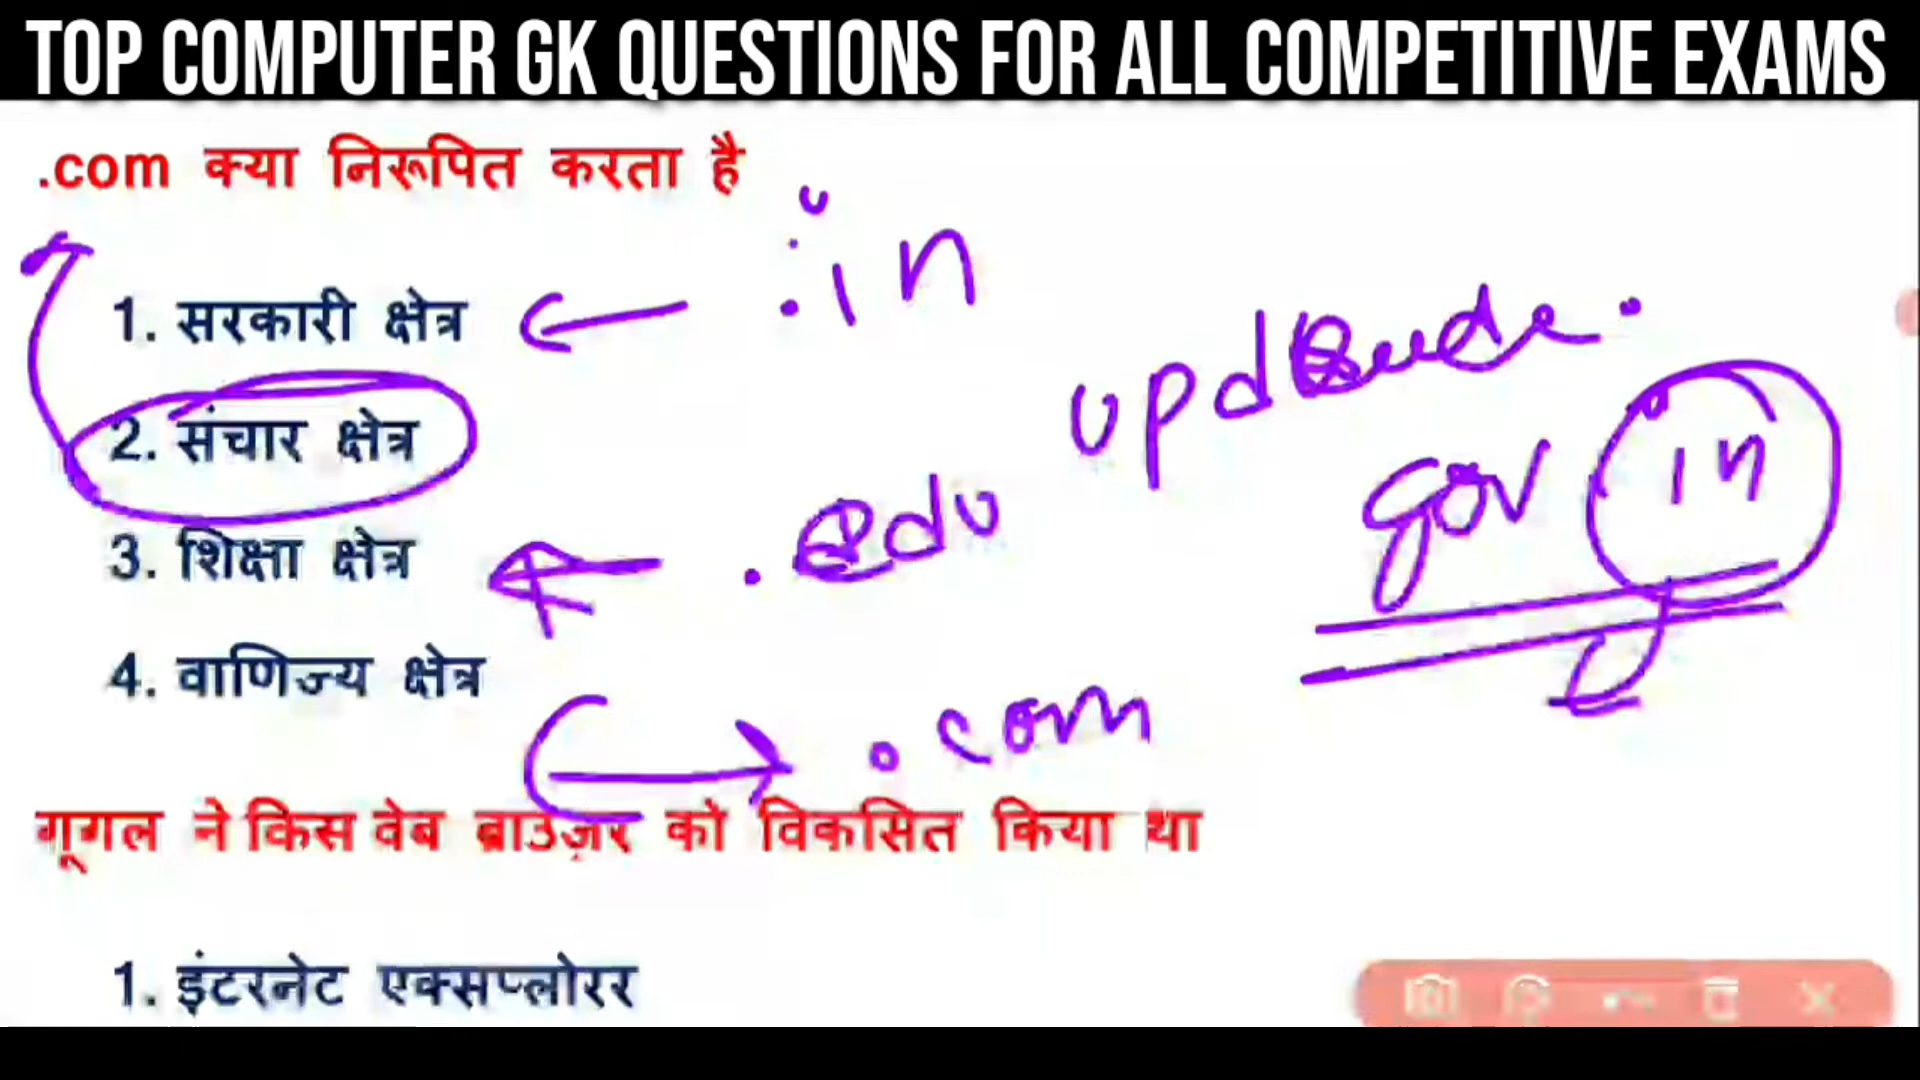 TOP COMPUTER GK QUESTIONS FOR ALL COMPETITIVE EXAMS
.com क्या निरूपित करता है
.in
1. सरकारी क्षेत्र
2. संचार क्षेत्र
gov in
.edu
3. शिक्षा क्षेत्र
4. वाणिज्य क्षेत्र
.com
गूगल ने किस वेब ब्राउज़र को विकसित किया था
1. इंटरनेट एक्सप्लोरर